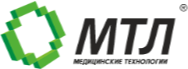 МТЛ®
МЕДИЦИНСКИЕ ТЕХНОЛОГИИ